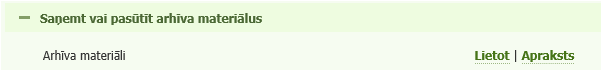 Saņemt vai pasūtīt arhīva materiālus
Arhīva materiāli Lietot | Apraksts